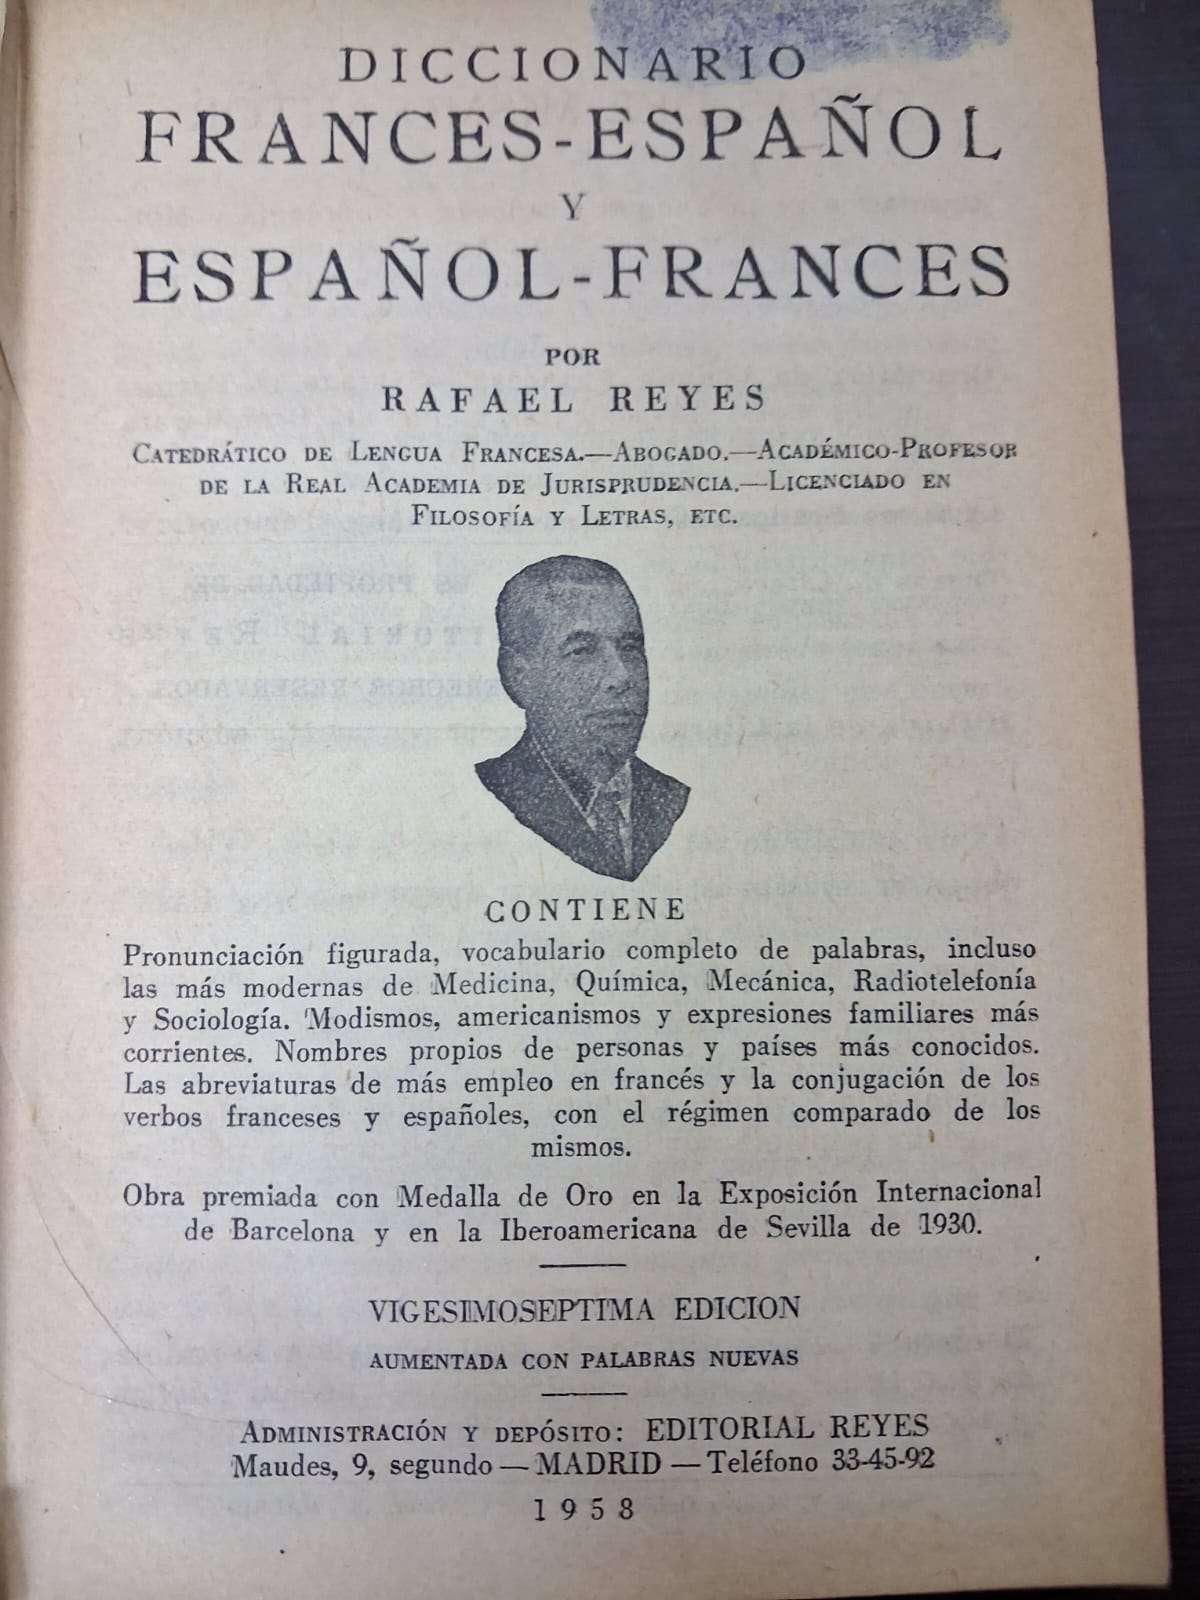 DICCIONARIO
FRANCES-ESPAÑOL
Y
ESPAÑOL-FRANCES
POR
RAFAEL REYES
CATEDRÁTICO DE LENGUA FRANCESA.—ABOGADO.—ACADÉMICO-PROFESOR
DE LA REAL ACADEMIA DE JURISPRUDENCIA.—LICENCIADO EN
FILOSOFÍA Y LETRAS, ETC.
CONTIENE
Pronunciación figurada, vocabulario completo de palabras, incluso
las más modernas de Medicina, Química, Mecánica, Radiotelefonía
y Sociología. Modismos, americanismos y expresiones familiares más
corrientes. Nombres propios de personas y países más conocidos.
Las abreviaturas de más empleo en francés y la conjugación de los
verbos franceses y españoles, con el régimen comparado de los
mismos.
Obra premiada con Medalla de Oro en la Exposición Internacional
de Barcelona y en la Iberoamericana de Sevilla de 1930.
VIGESIMOSEPTIMA EDICION
AUMENTADA CON PALABRAS NUEVAS
ADMINISTRACIÓN Y DEPÓSITO: EDITORIAL REYES
Maudes, 9, segundo — MADRID — Teléfono 33-45-92
1958